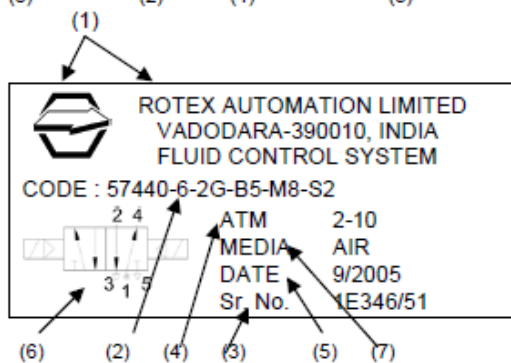 (1)
ROTEX AUTOMATION LIMITED
VADODARA-390010, INDIA
FLUID CONTROL SYSTEM
CODE : 57440-6-2G-B5-M8-S2
2 4
3 1 5
ATM 2-10
MEDIA AIR
DATE 9/2005
Sr. No. 1E346/51
(6) (2) (4) (3) (5) (7)